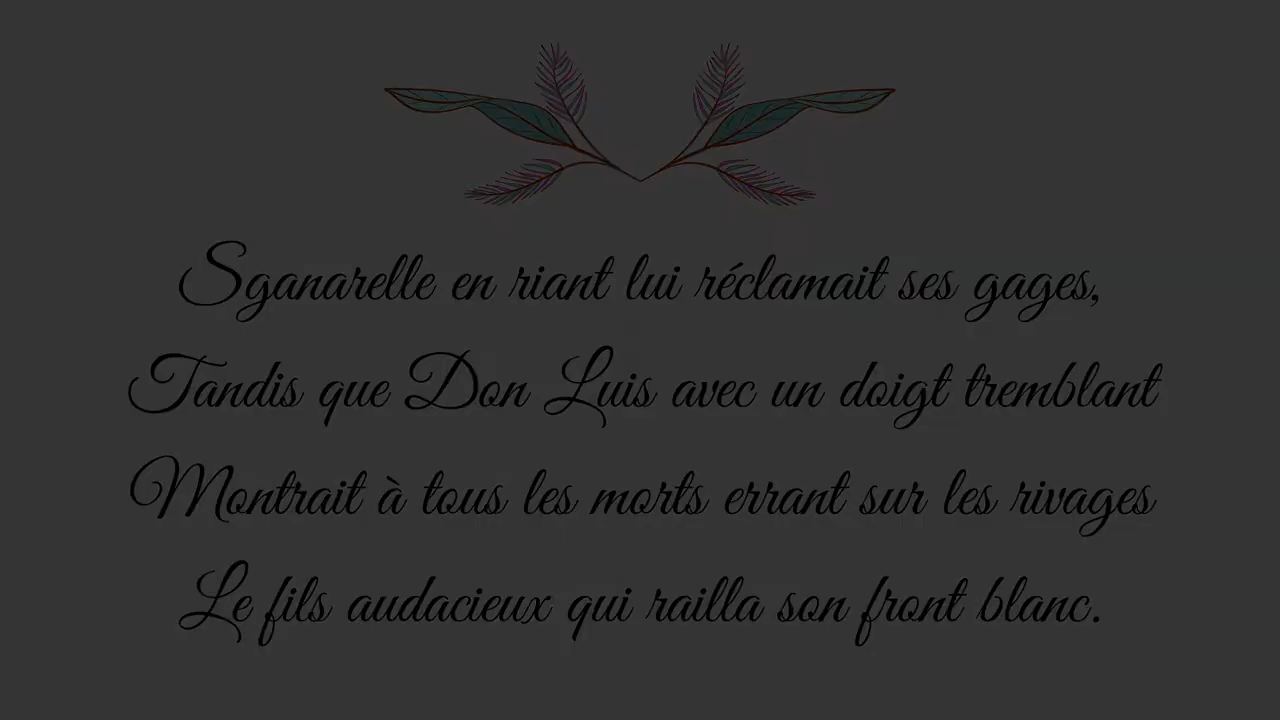 Sganarelle en riant lui réclamait ses gages,
Tandis que Don Luis avec un doigt tremblant
Montrait à tous les morts errant sur les rivages
Le fils audacieux qui railla son front blanc.